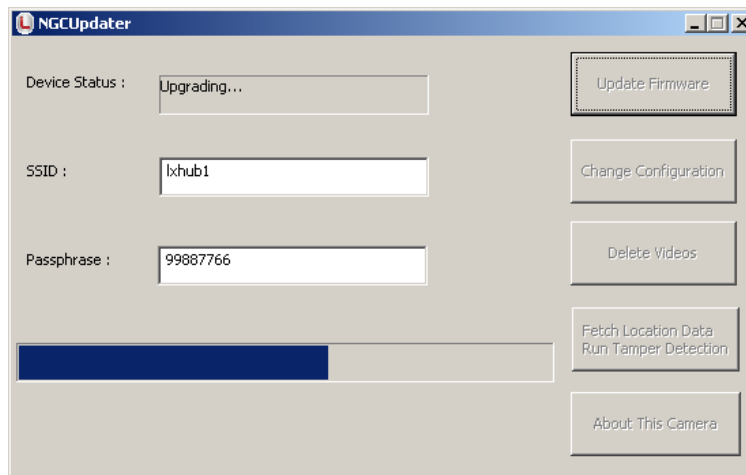 NGCUpdater
Device Status :
Upgrading...
Update Firmware
SSID :
lxhub1
Change Configuration
Passphrase :
99887766
Delete Videos
Fetch Location Data
Run Tamper Detection
About This Camera